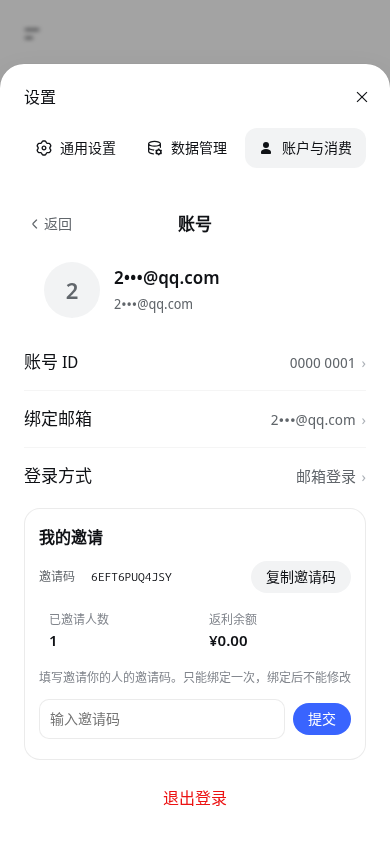 设置
通用设置
数据管理
账户与消费
返回
账号
2
2•••@qq.com
2•••@qq.com
账号 ID
0000 0001
绑定邮箱
2•••@qq.com
登录方式
邮箱登录
我的邀请
邀请码
6EFT6PUQ4JSY
复制邀请码
已邀请人数
返利余额
1
¥0.00
填写邀请你的人的邀请码。只能绑定一次，绑定后不能修改
输入邀请码
提交
退出登录